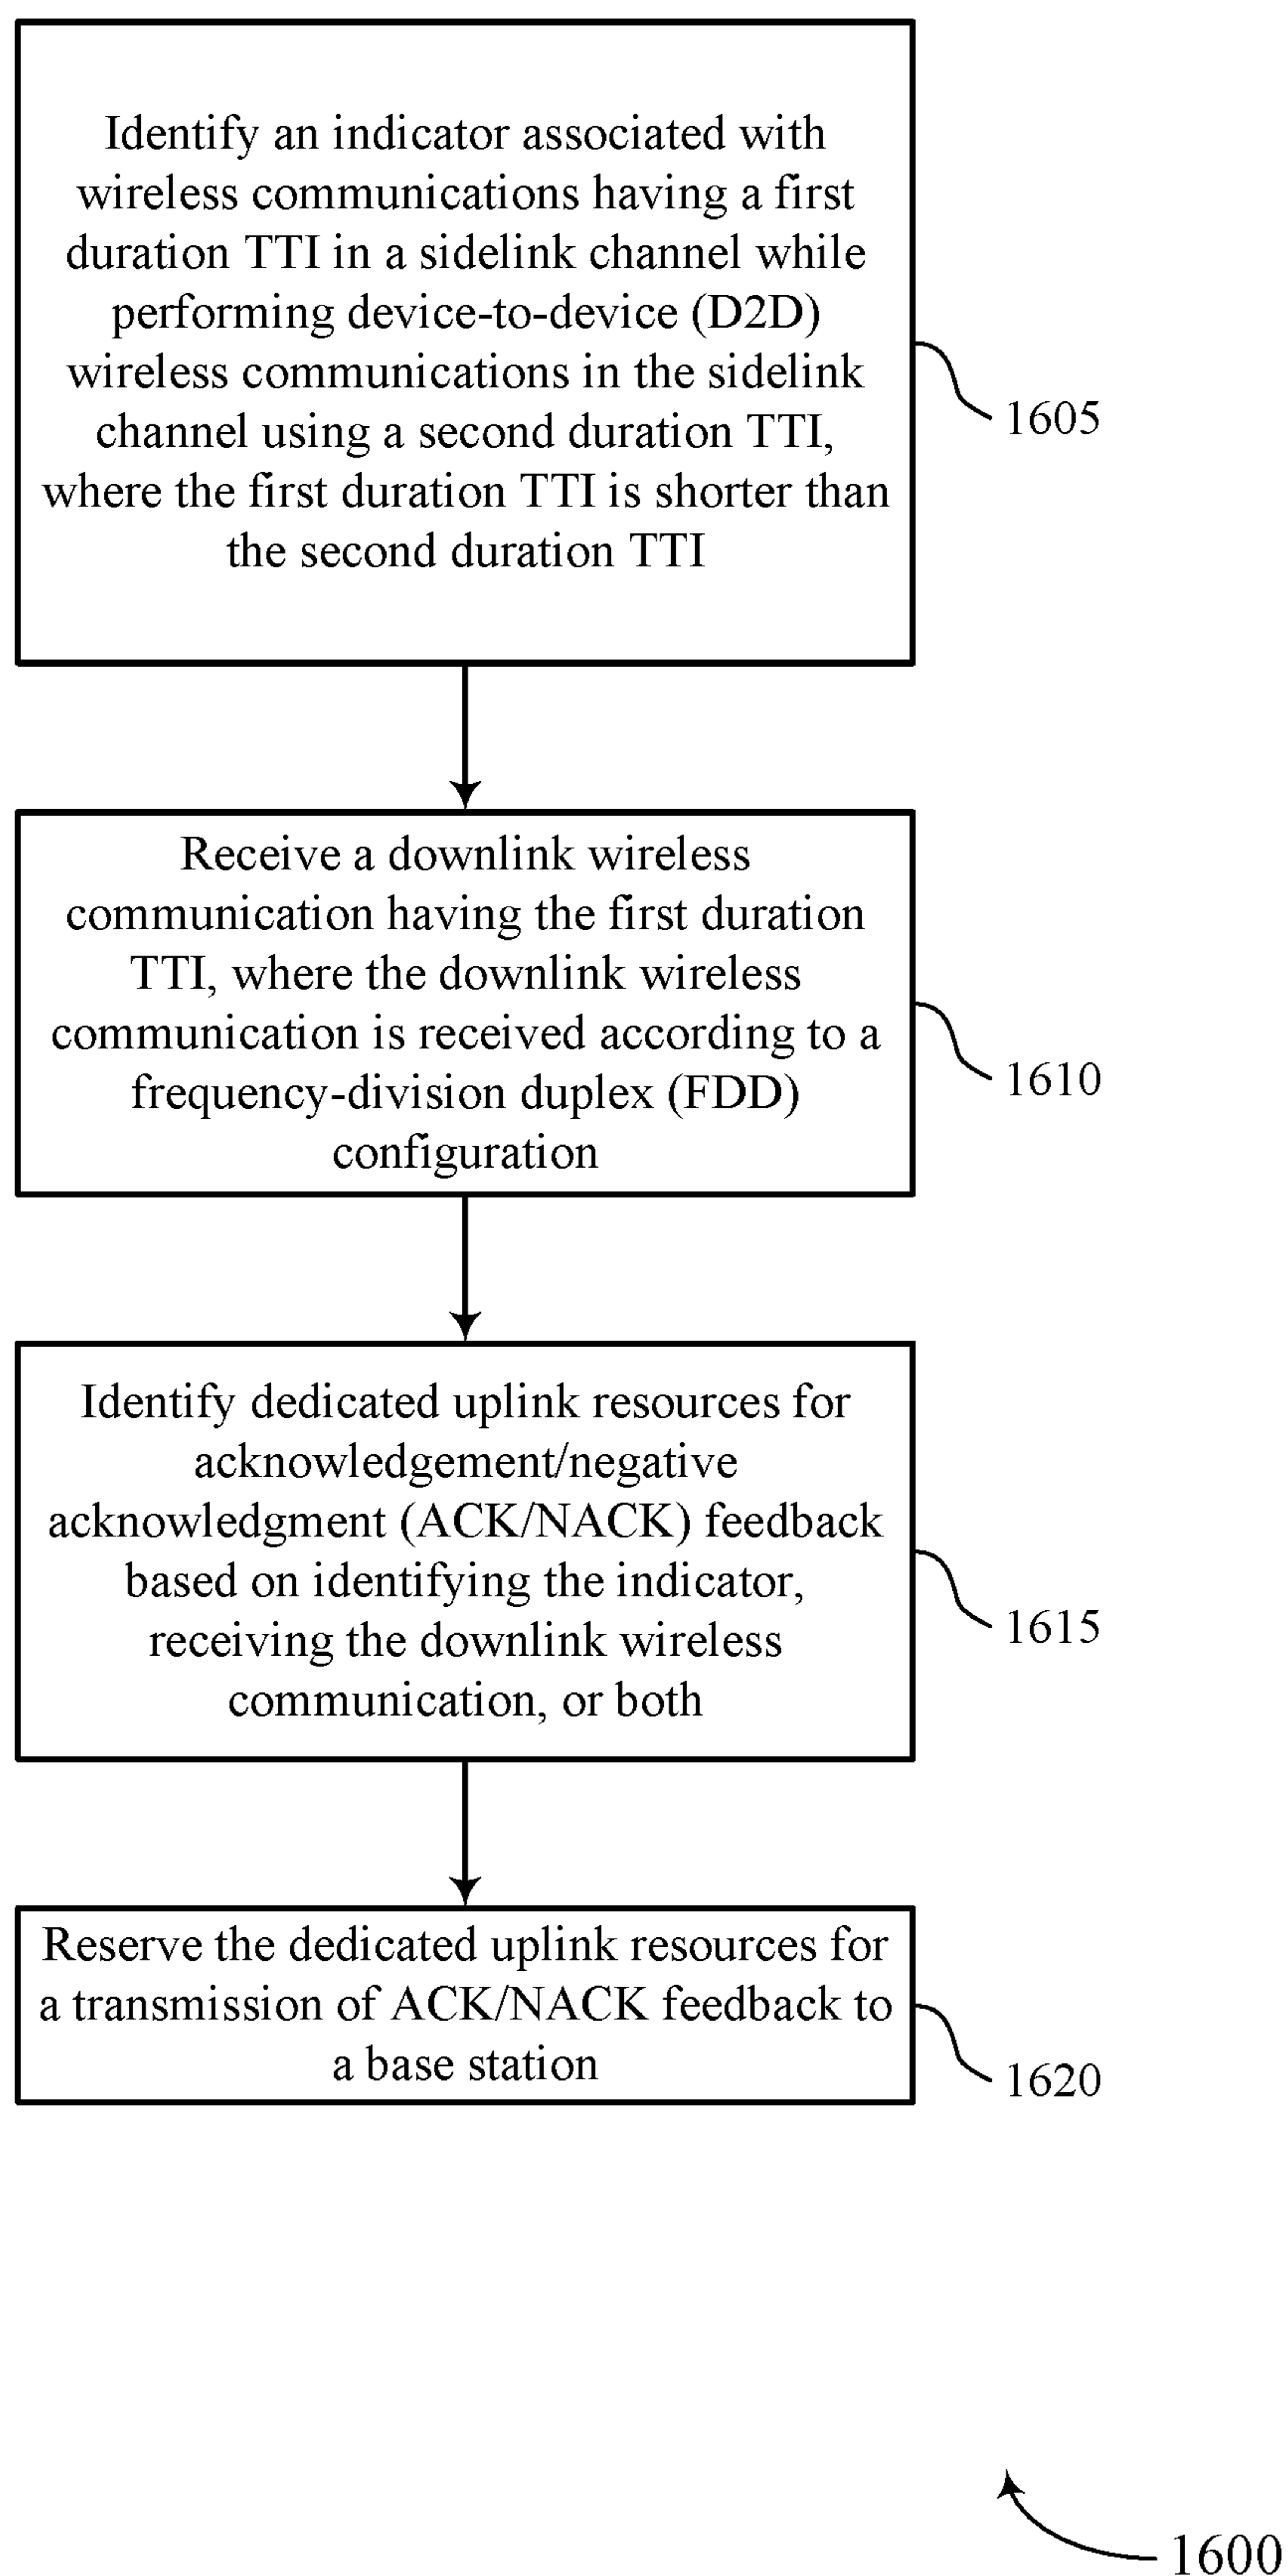 Identify an indicator associated with
wireless communications having a first
duration TTI in a sidelink channel while
performing device-to-device (D2D)
wireless communications in the sidelink
channel using a second duration TTI,
where the first duration TTI is shorter than
the second duration TTI
1605
Receive a downlink wireless
communication having the first duration
TTI, where the downlink wireless
communication is received according to a
frequency-division duplex (FDD)
configuration
1610
Identify dedicated uplink resources for
acknowledgement/negative
acknowledgment (ACK/NACK) feedback
based on identifying the indicator,
receiving the downlink wireless
communication, or both
1615
Reserve the dedicated uplink resources for
a transmission of ACK/NACK feedback to
a base station
1620
1600